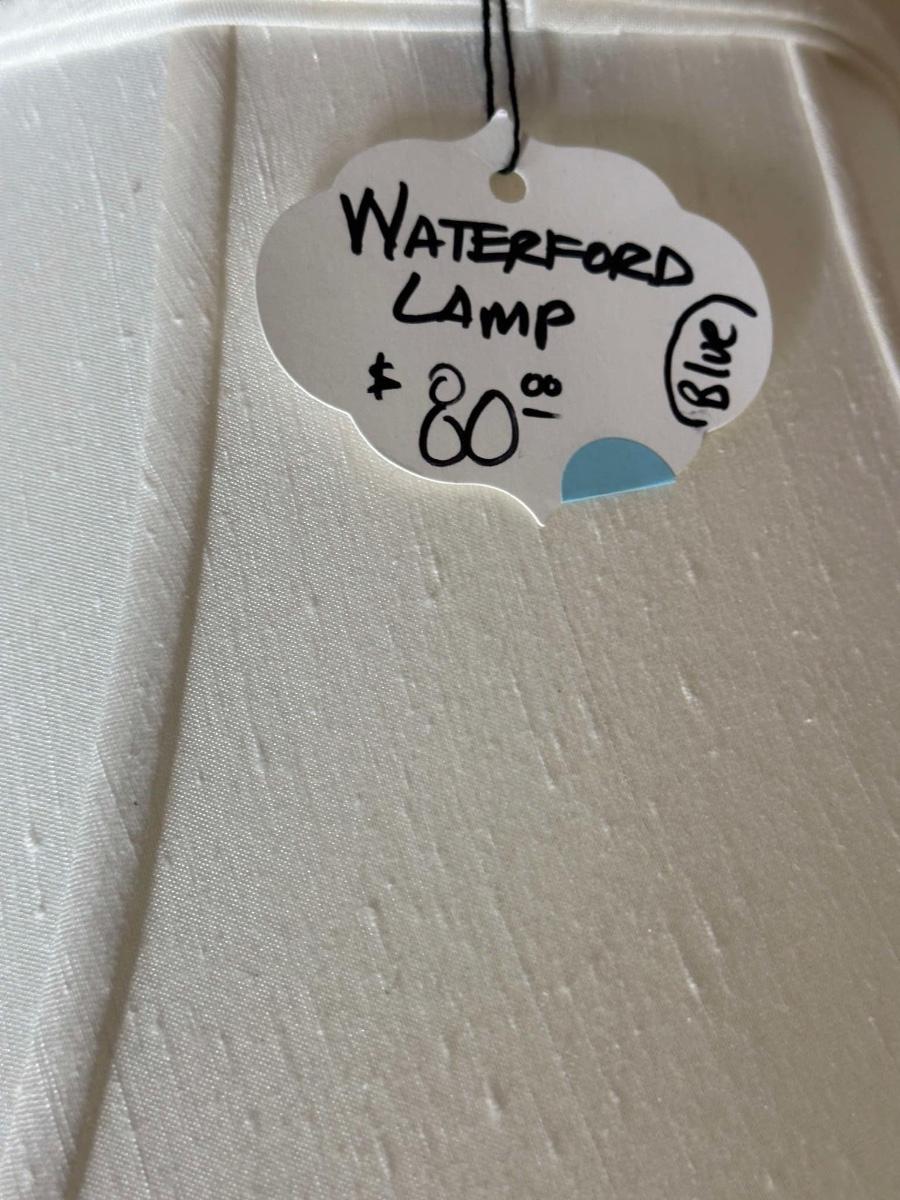 WATERFORD
LAMP
$ 80.00
Blue